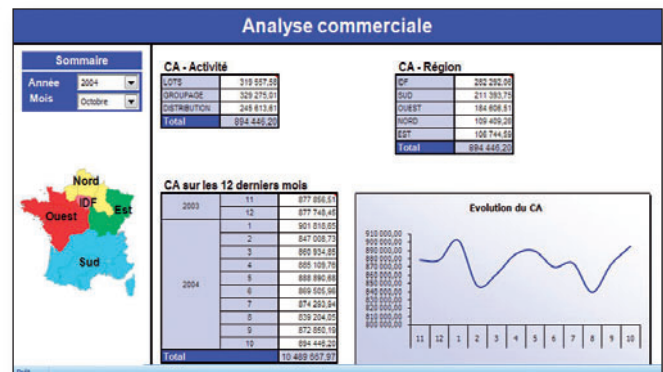 Analyse commerciale
Sommaire
Année 2004
Mois Octobre
Nord
IDF
Ouest
Est
Sud
CA - Activité
LOTS 319 557,58
GROUPAGE 329 275,01
DISTRIBUTION 245 613,61
Total 894 446,20
CA - Région
IDF 282 292,08
SUD 211 393,75
OUEST 184 606,51
NORD 109 409,28
EST 106 744,59
Total 894 446,20
CA sur les 12 derniers mois
2003 11 877 856,51
12 877 748,45
2004 1 901 810,65
2 847 008,73
3 860 934,85
4 885 109,76
5 888 890,68
6 869 505,96
7 874 293,94
8 839 204,05
9 872 850,19
10 894 446,20
Total 10 489 667,97
Evolution du CA
910 000,00
900 000,00
890 000,00
880 000,00
870 000,00
860 000,00
850 000,00
840 000,00
830 000,00
820 000,00
810 000,00
800 000,00
11 12 1 2 3 4 5 6 7 8 9 10